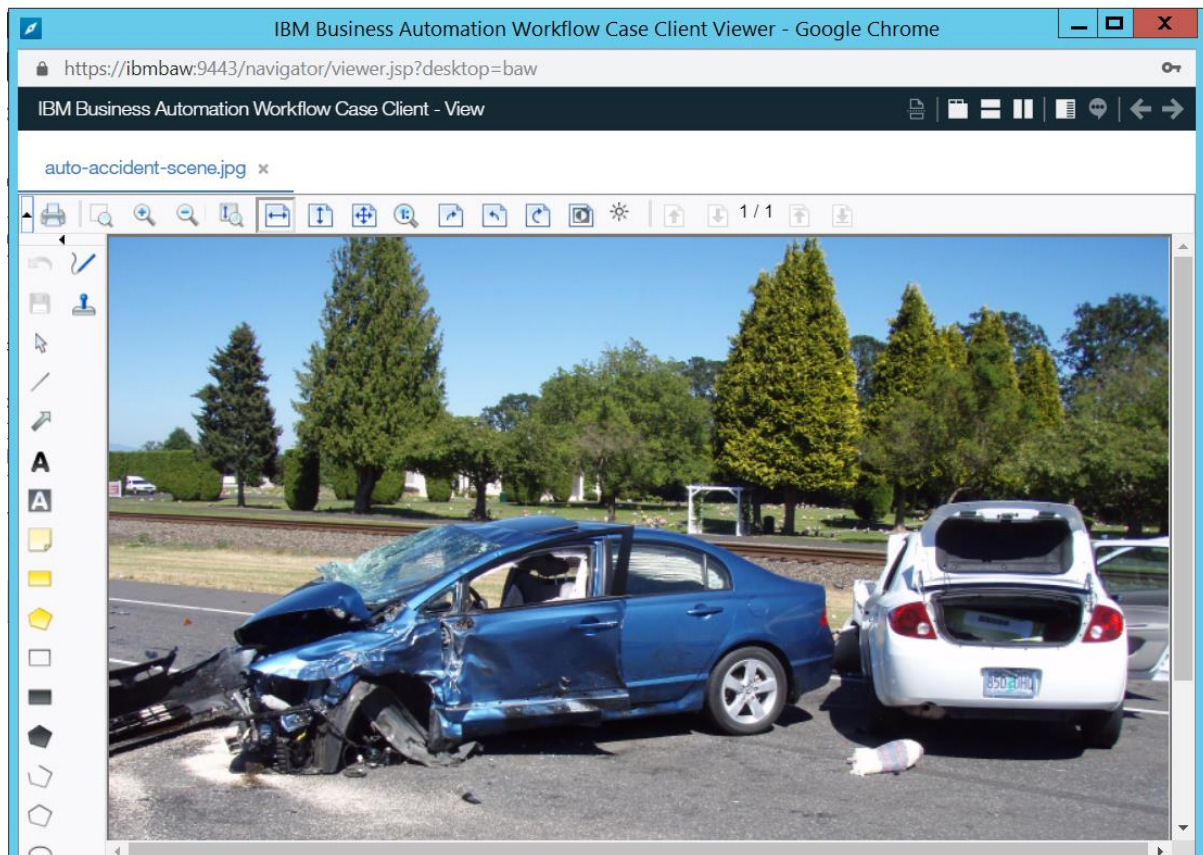 IBM Business Automation Workflow Case Client Viewer - Google Chrome
https://ibmbaw:9443/navigator/viewer.jsp?desktop=baw
IBM Business Automation Workflow Case Client - View
auto-accident-scene.jpg ×
1 / 1
A
A